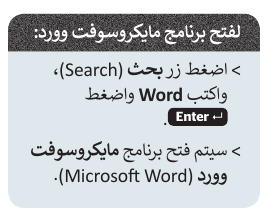 لفتح برنامج مايكروسوفت وورد:
< اضغط زر بحث (Search)،
واكتب Word واضغط
Enter ↵.
< سيتم فتح برنامج مايكروسوفت
وورد (Microsoft Word).